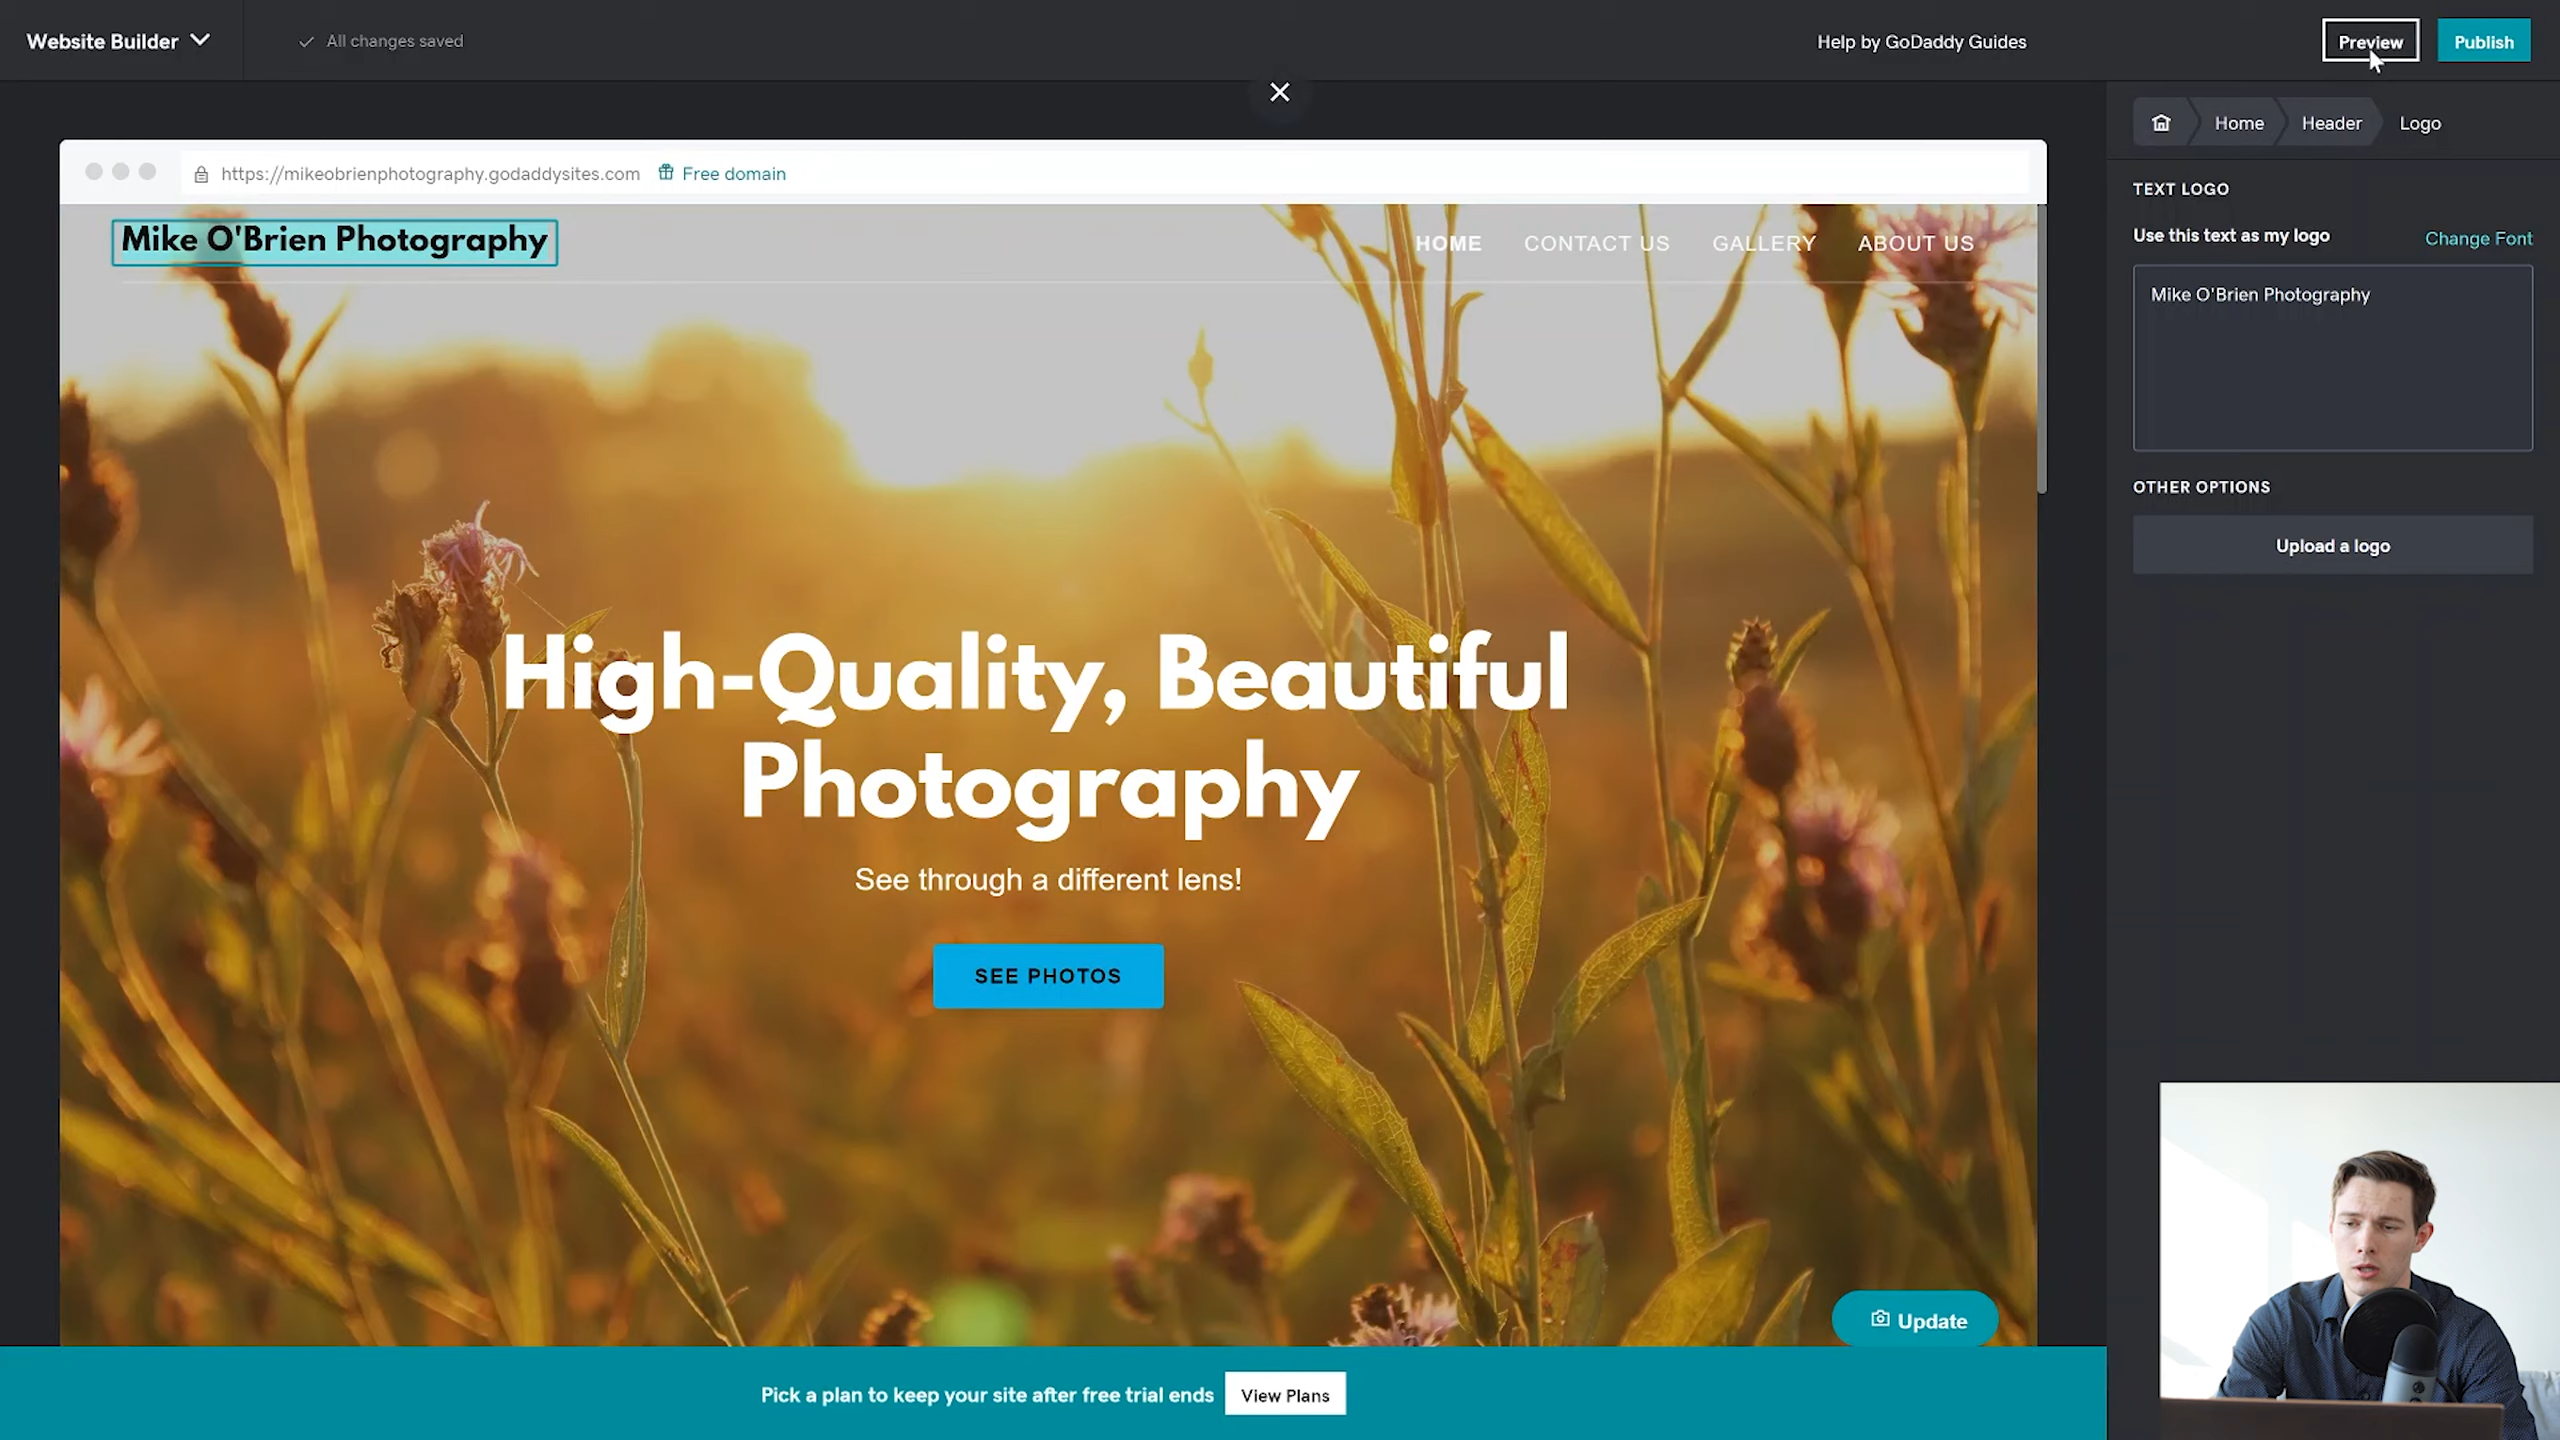 Website Builder
All changes saved
Help by GoDaddy Guides
Preview
Publish
Home
Header
Logo
https://mikeobrienphotography.godaddysites.com
Free domain
TEXT LOGO
Mike O'Brien Photography
HOME
CONTACT US
GALLERY
ABOUT US
Use this text as my logo
Change Font
Mike O'Brien Photography
OTHER OPTIONS
Upload a logo
High-Quality, Beautiful
Photography
See through a different lens!
SEE PHOTOS
Update
Pick a plan to keep your site after free trial ends
View Plans